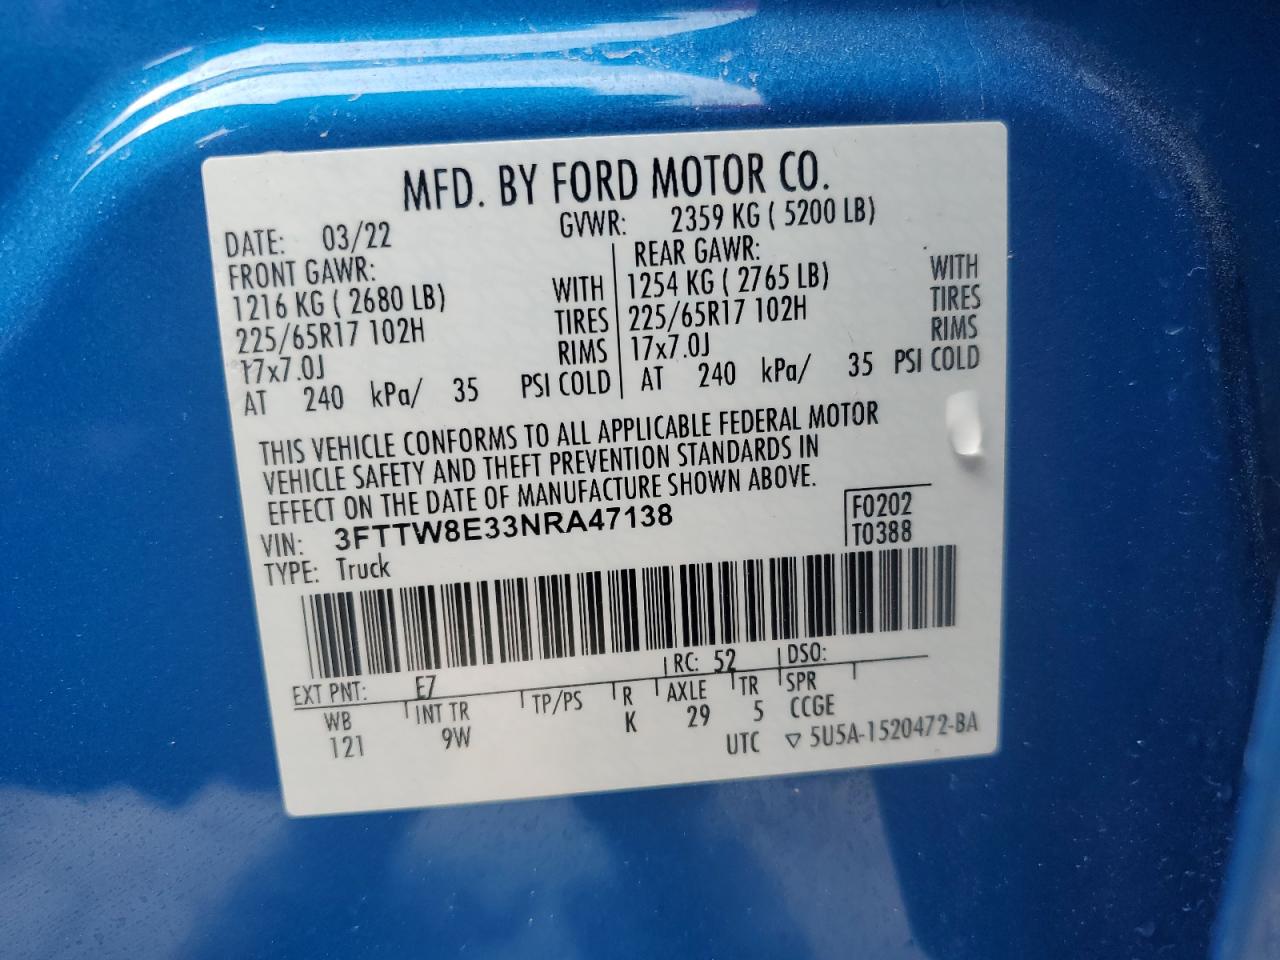 MFD. BY FORD MOTOR CO.
DATE: 03/22 GVWR: 2359 KG ( 5200 LB)
FRONT GAWR: REAR GAWR:
1216 KG ( 2680 LB) WITH 1254 KG ( 2765 LB) WITH
225/65R17 102H TIRES 225/65R17 102H TIRES
17x7.0J RIMS 17x7.0J RIMS
AT 240 kPa/ 35 PSI COLD AT 240 kPa/ 35 PSI COLD
THIS VEHICLE CONFORMS TO ALL APPLICABLE FEDERAL MOTOR
VEHICLE SAFETY AND THEFT PREVENTION STANDARDS IN
EFFECT ON THE DATE OF MANUFACTURE SHOWN ABOVE.
VIN: 3FTTW8E33NRA47138 F0202
TYPE: Truck T0388
EXT PNT: E7 RC: 52 DSO:
WB INT TR TP/PS R AXLE TR SPR
121 9W K 29 5 CCGE
UTC ▽ 5U5A-1520472-BA